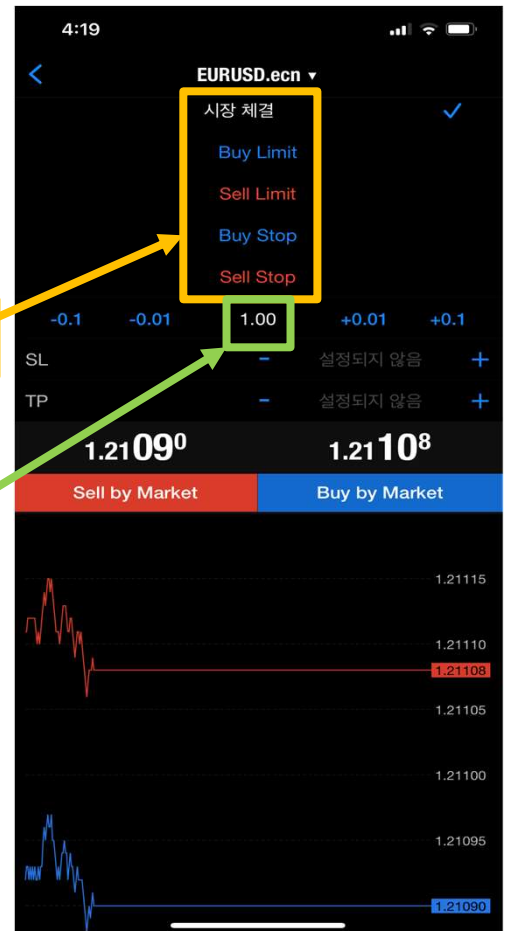 4:19
EURUSD.ecn ▼
시장 체결
Buy Limit
Sell Limit
Buy Stop
Sell Stop
-0.1 -0.01 1.00 +0.01 +0.1
SL - 설정되지 않음 +
TP - 설정되지 않음 +
1.21090 1.21108
Sell by Market Buy by Market
1.21115
1.21110
1.21108
1.21105
1.21100
1.21095
1.21090